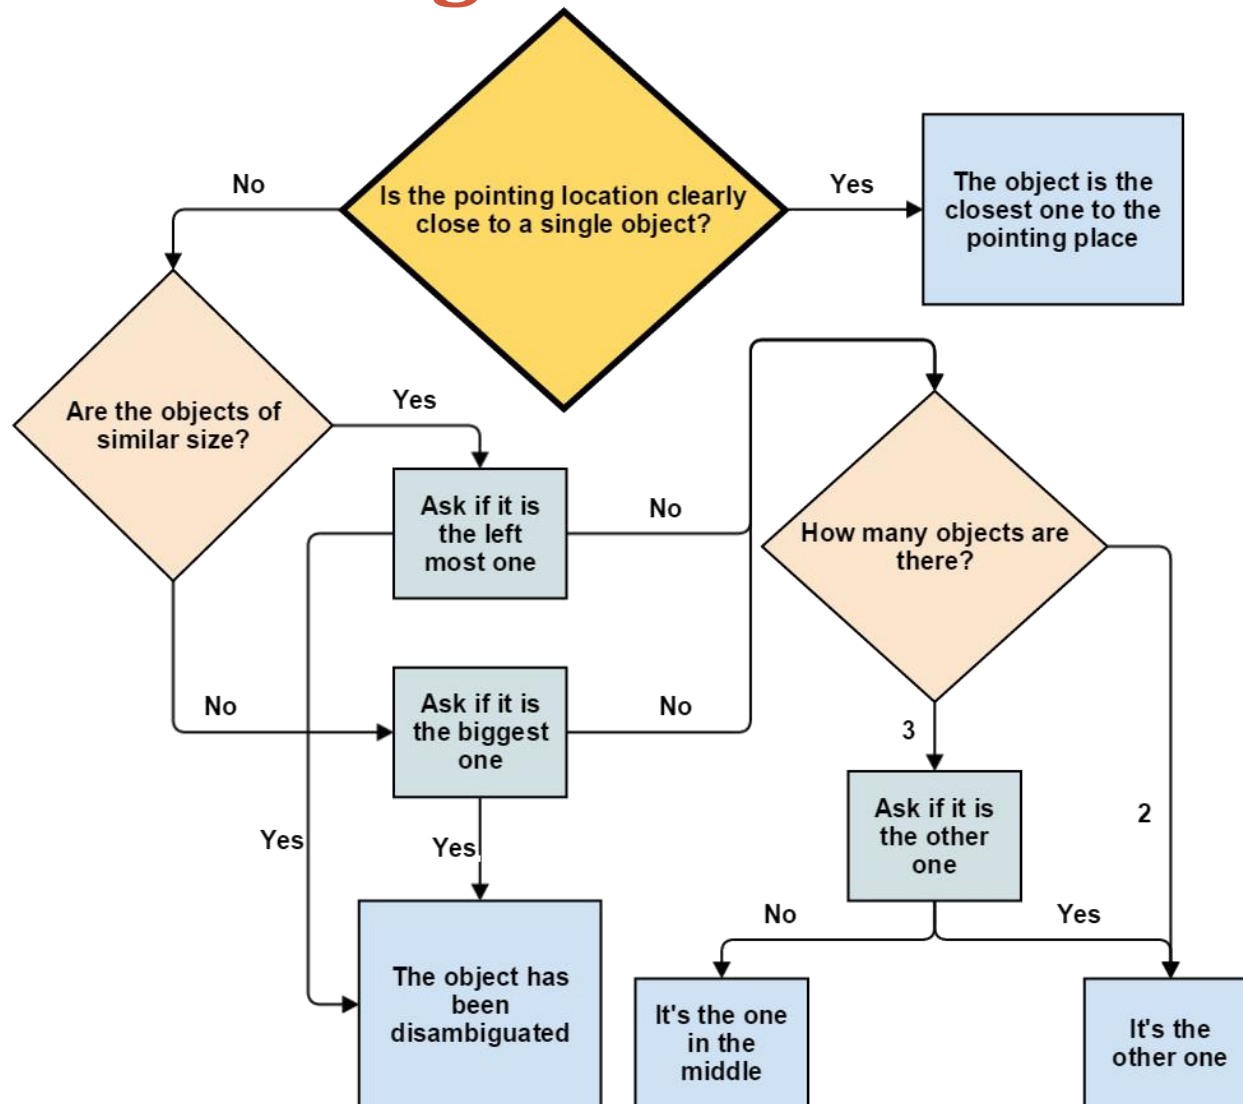 g
Is the pointing location clearly
close to a single object?
No
Yes
The object is the
closest one to the
pointing place
Are the objects of
similar size?
Yes
Ask if it is
the left
most one
No
How many objects are
there?
No
Ask if it is
the biggest
one
No
3
Ask if it is
the other
one
2
Yes
Yes
No
Yes
The object has
been
disambiguated
It's the one
in the
middle
It's the
other one